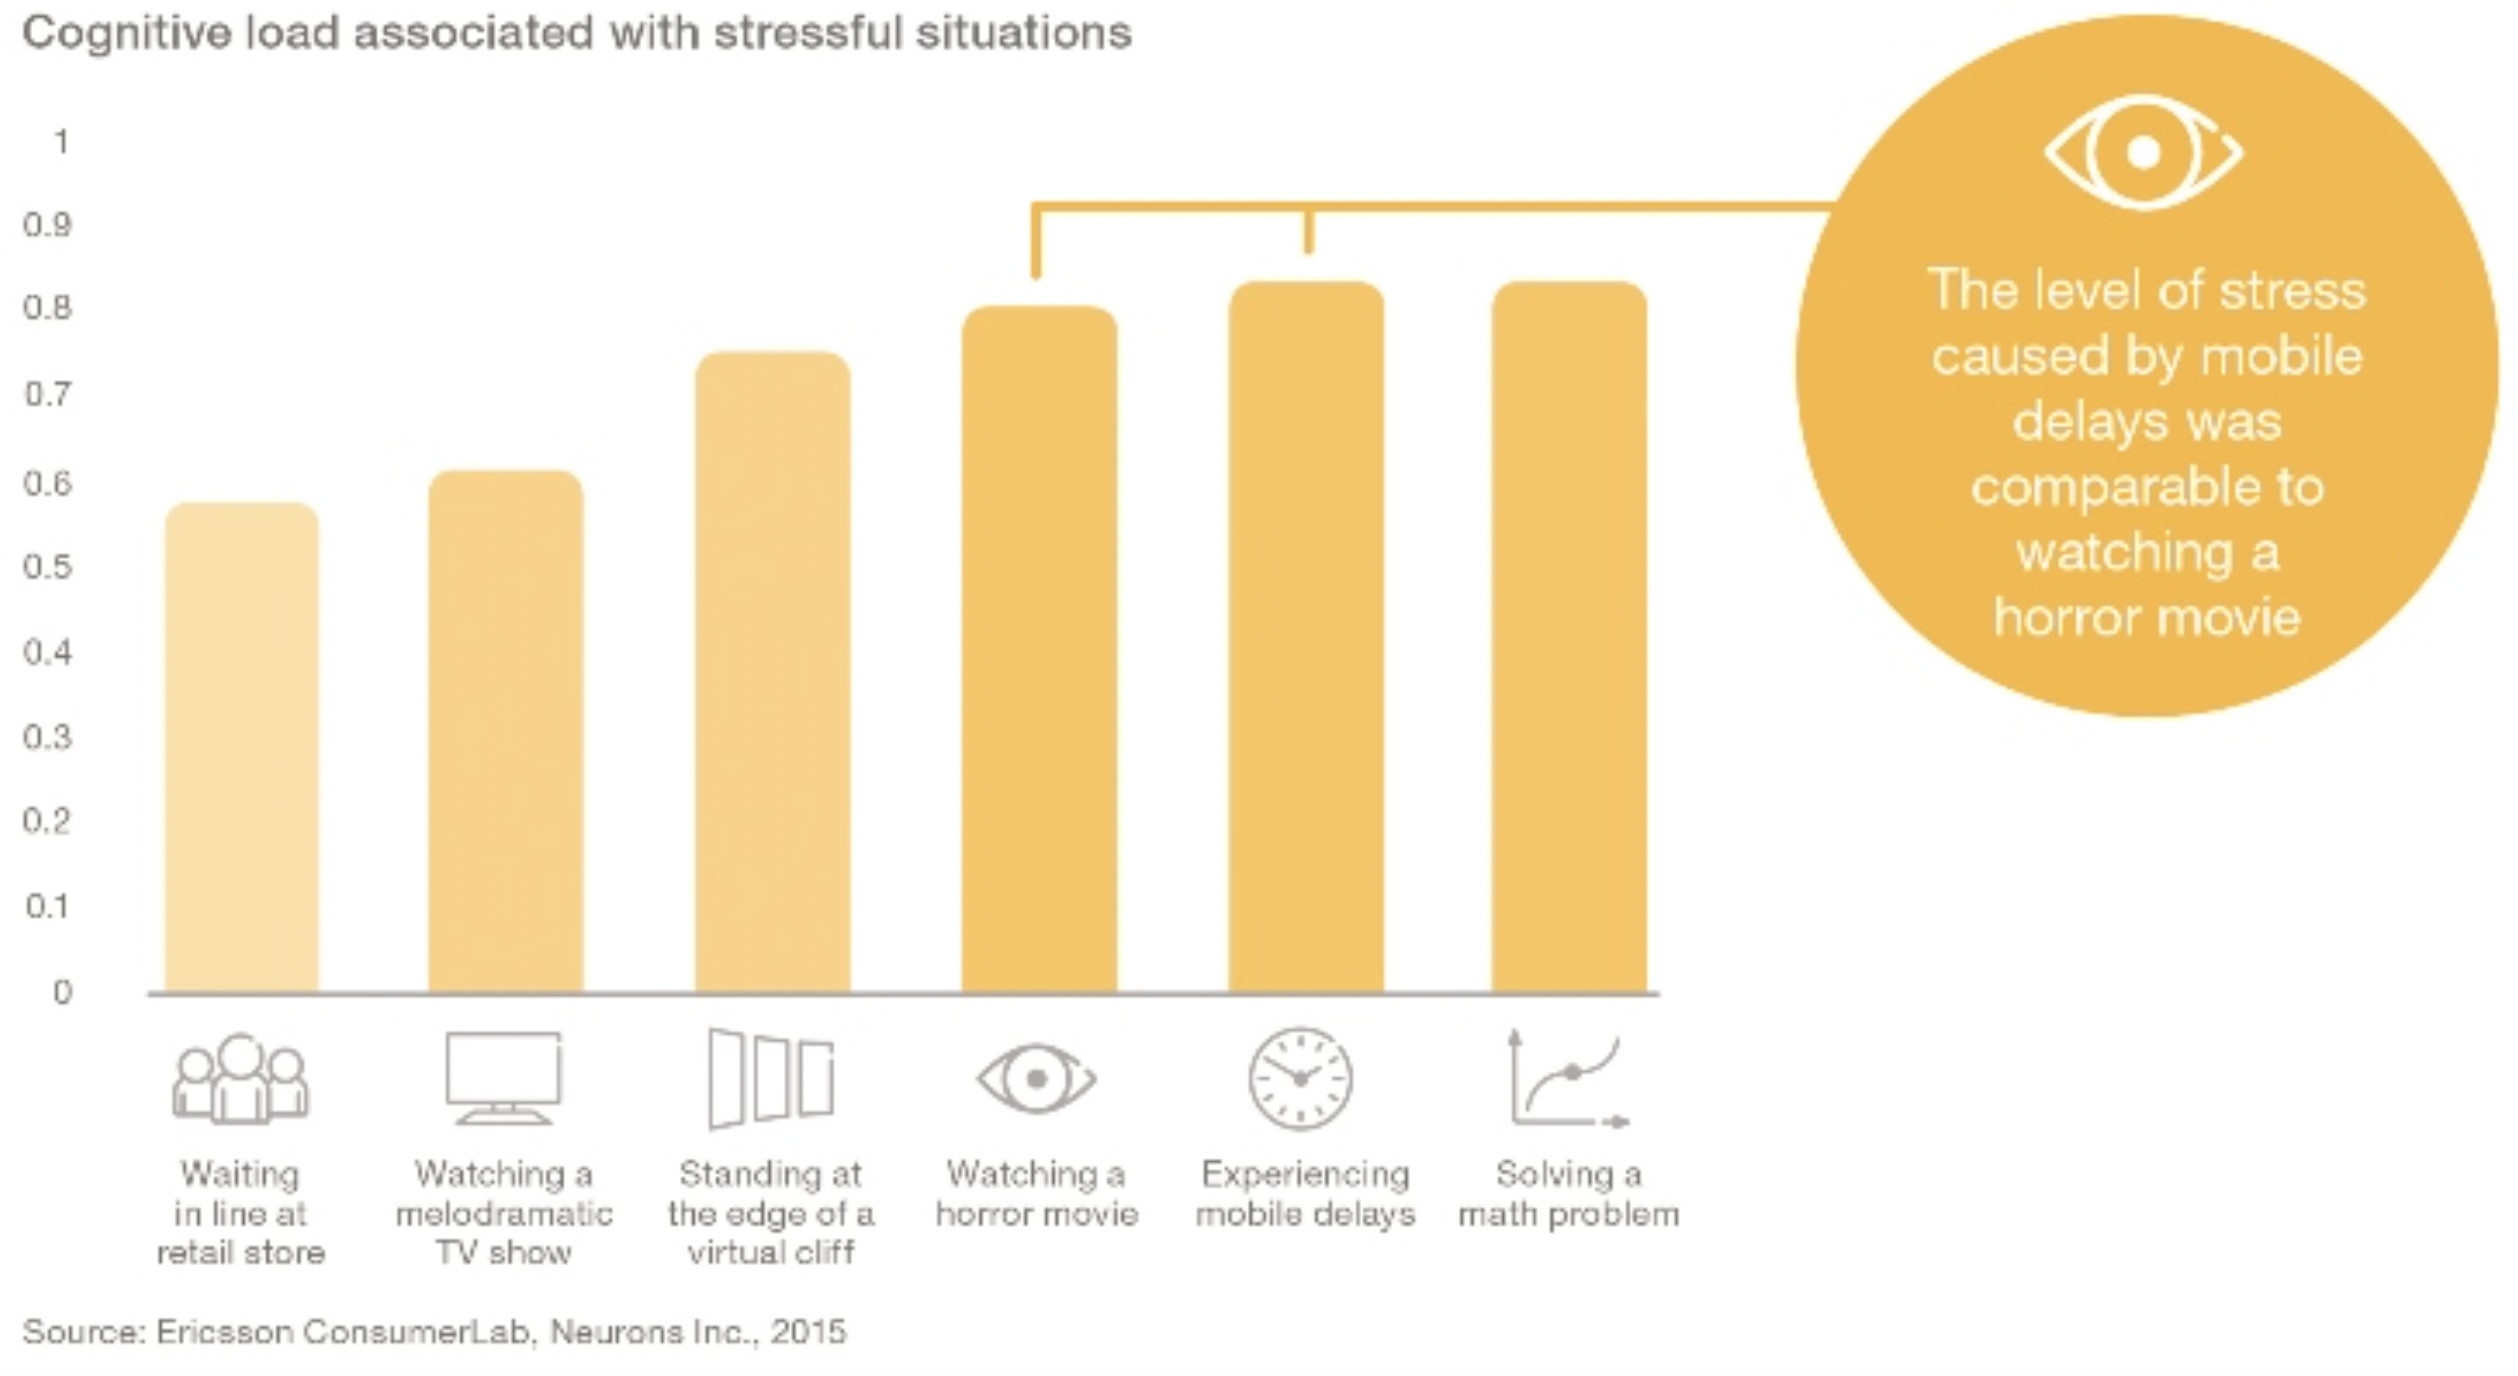 Cognitive load associated with stressful situations
1
0.9
0.8
0.7
0.6
0.5
0.4
0.3
0.2
0.1
0
The level of stress
caused by mobile
delays was
comparable to
watching a
horror movie
Waiting
in line at
retail store
Watching a
melodramatic
TV show
Standing at
the edge of a
virtual cliff
Watching a
horror movie
Experiencing
mobile delays
Solving a
math problem
Source: Ericsson ConsumerLab, Neurons Inc., 2015